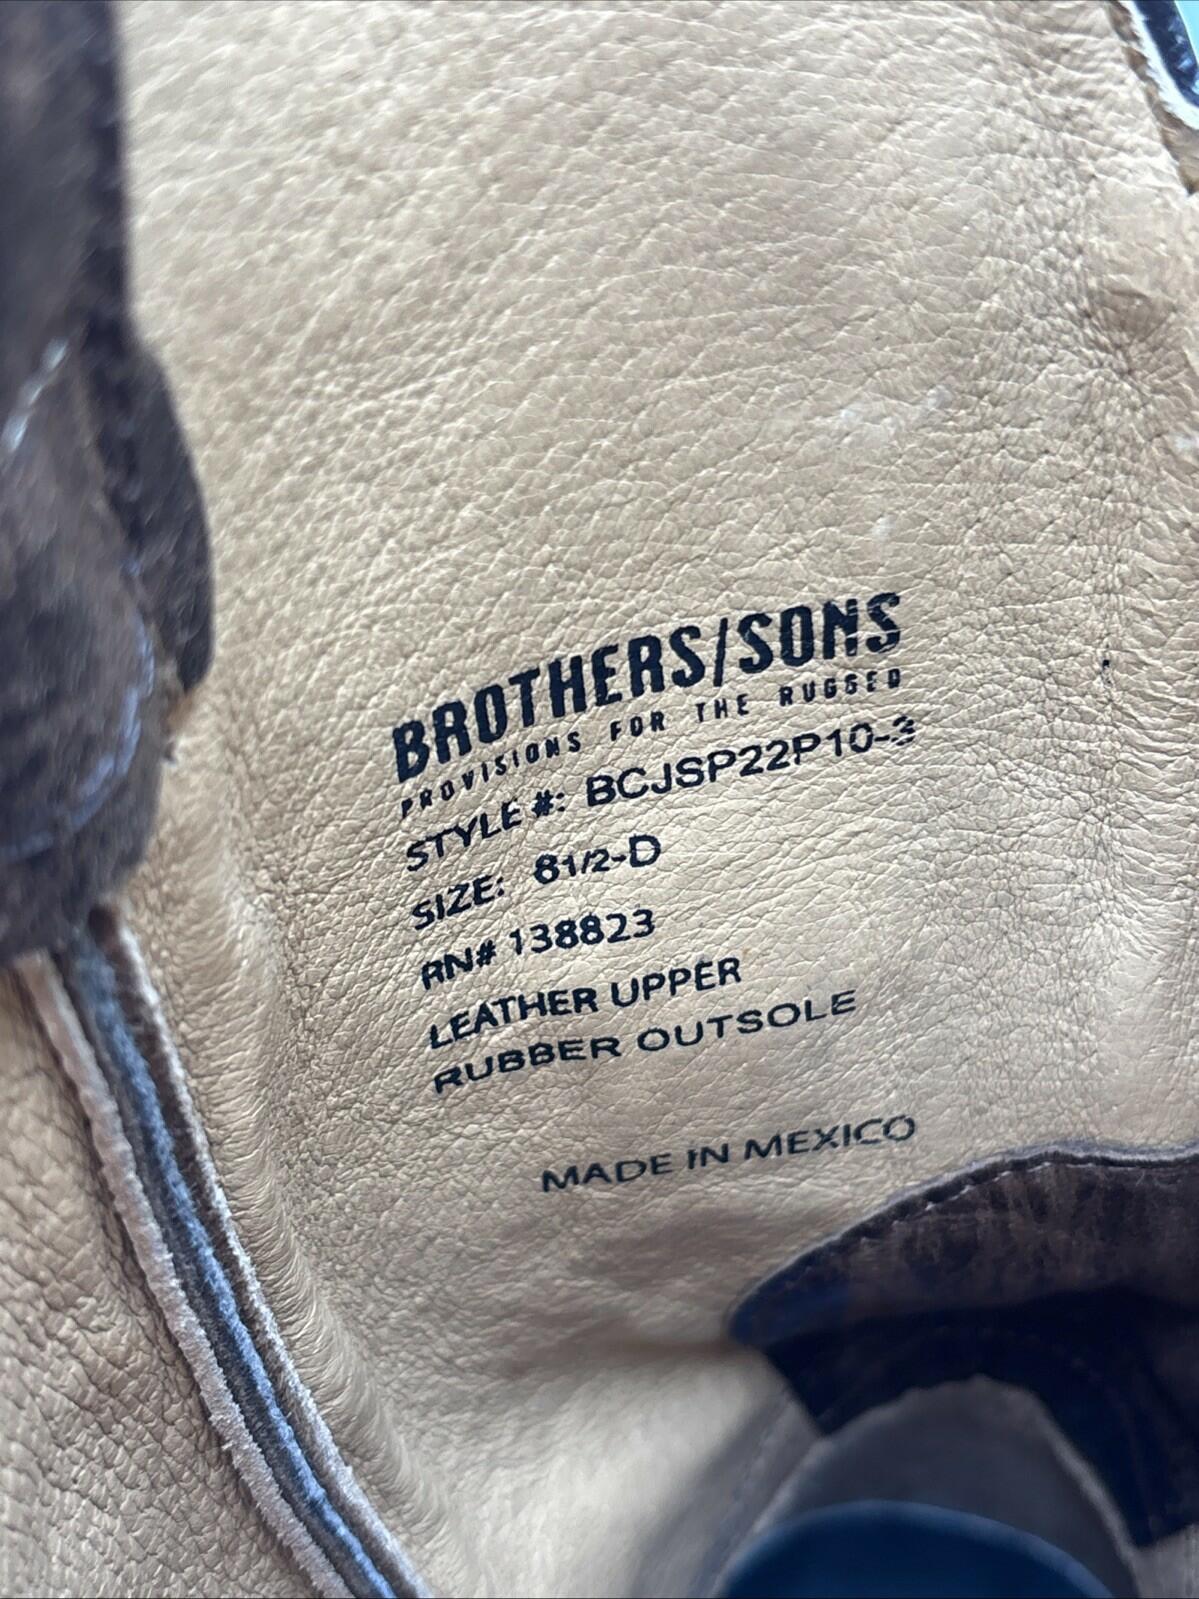 BROTHERS/SONS
PROVISIONS FOR THE RUGGED
STYLE #: BCJSP22P10-3
SIZE: 81/2-D
RN# 138823
LEATHER UPPER
RUBBER OUTSOLE
MADE IN MEXICO